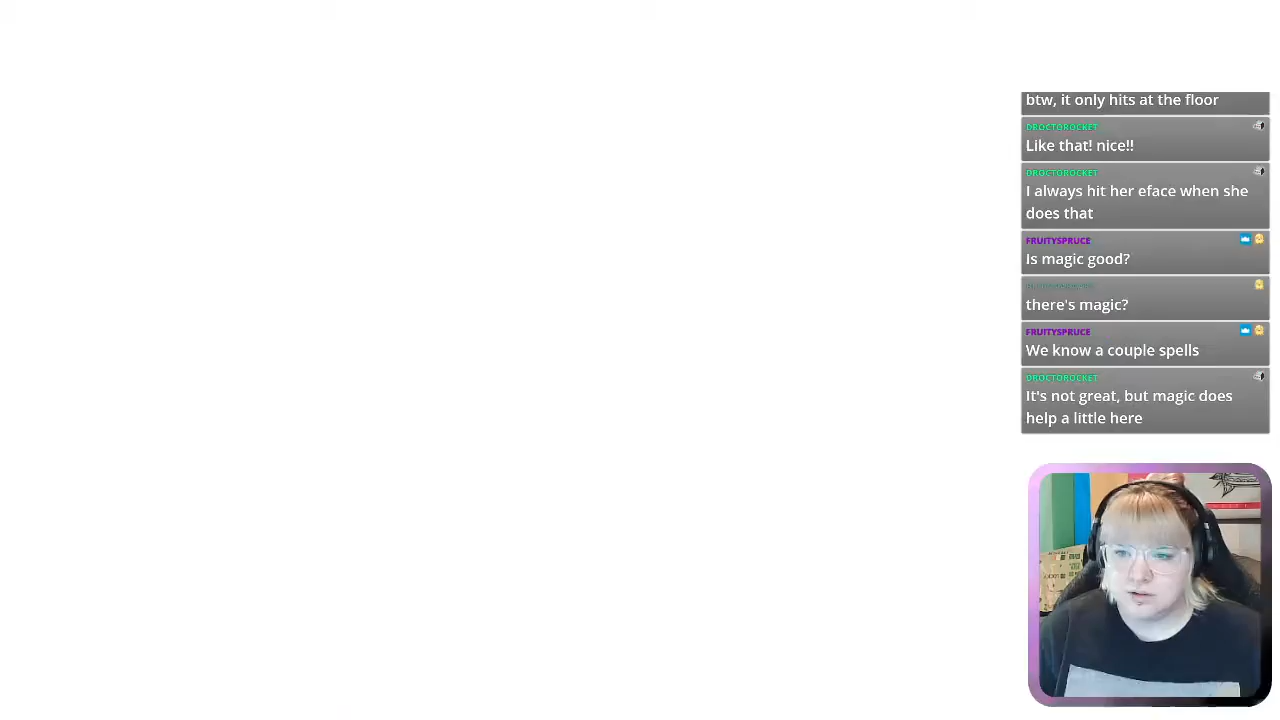 btw, it only hits at the floor
DROCTOROCKET
Like that! nice!!
DROCTOROCKET
I always hit her eface when she
does that
FRUITYSPRUCE
Is magic good?
there's magic?
FRUITYSPRUCE
We know a couple spells
DROCTOROCKET
It's not great, but magic does
help a little here